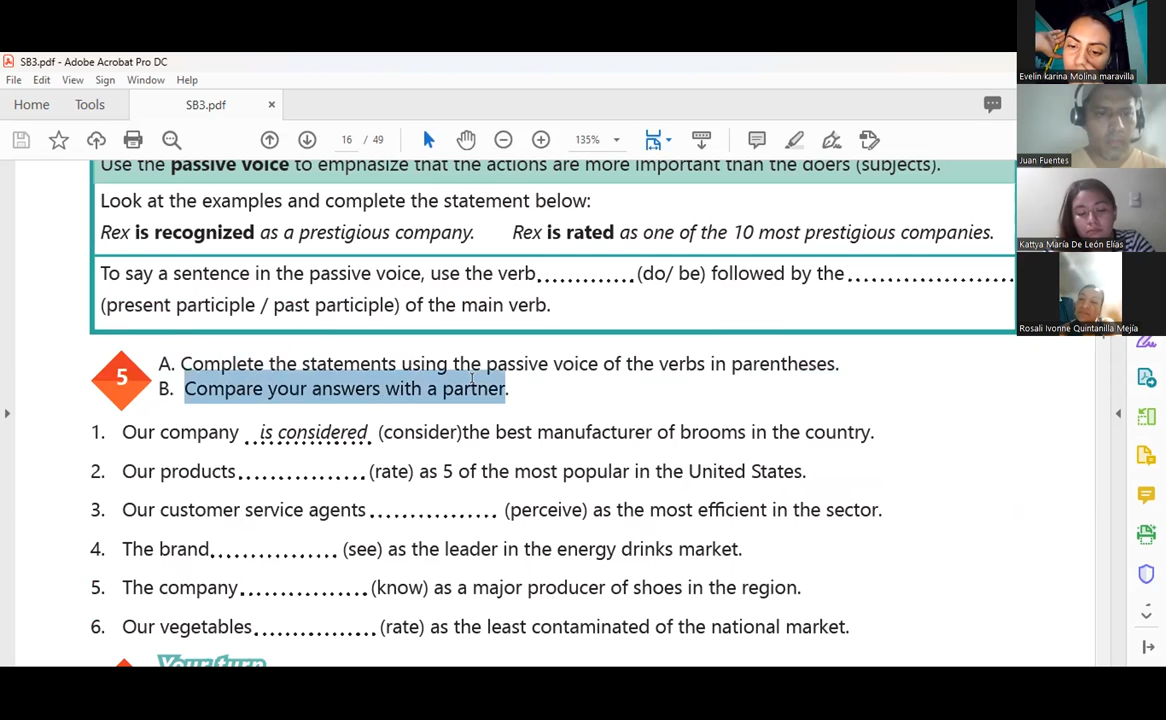 SB3.pdf - Adobe Acrobat Pro DC
File Edit View Sign Window Help
Home Tools SB3.pdf ×
16 / 49 135%
Use the passive voice to emphasize that the actions are more important than the doers (subjects).
Look at the examples and complete the statement below:
Rex is recognized as a prestigious company. Rex is rated as one of the 10 most prestigious companies.
To say a sentence in the passive voice, use the verb............(do/ be) followed by the .....................
(present participle / past participle) of the main verb.
5
A. Complete the statements using the passive voice of the verbs in parentheses.
B. Compare your answers with a partner.
1. Our company is considered (consider)the best manufacturer of brooms in the country.
2. Our products................(rate) as 5 of the most popular in the United States.
3. Our customer service agents ................ (perceive) as the most efficient in the sector.
4. The brand................ (see) as the leader in the energy drinks market.
5. The company................(know) as a major producer of shoes in the region.
6. Our vegetables................ (rate) as the least contaminated of the national market.
Your turn
Evelin karina Molina maravilla
Juan Fuentes
Kattya María De León Elías
Rosali Ivonne Quintanilla Mejía